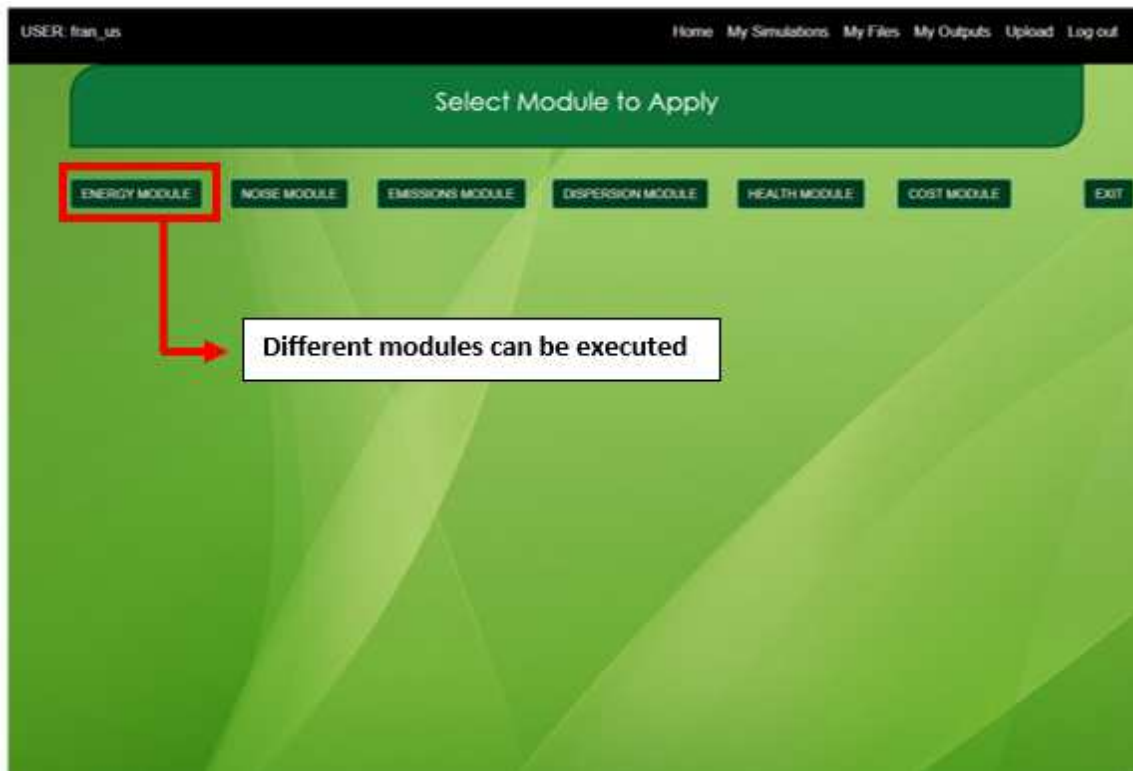 USER: fran_us Home My Simulations My Files My Outputs Upload Log out
Select Module to Apply
ENERGY MODULE NOISE MODULE EMISSIONS MODULE DISPERSION MODULE HEALTH MODULE COST MODULE EXIT
Different modules can be executed